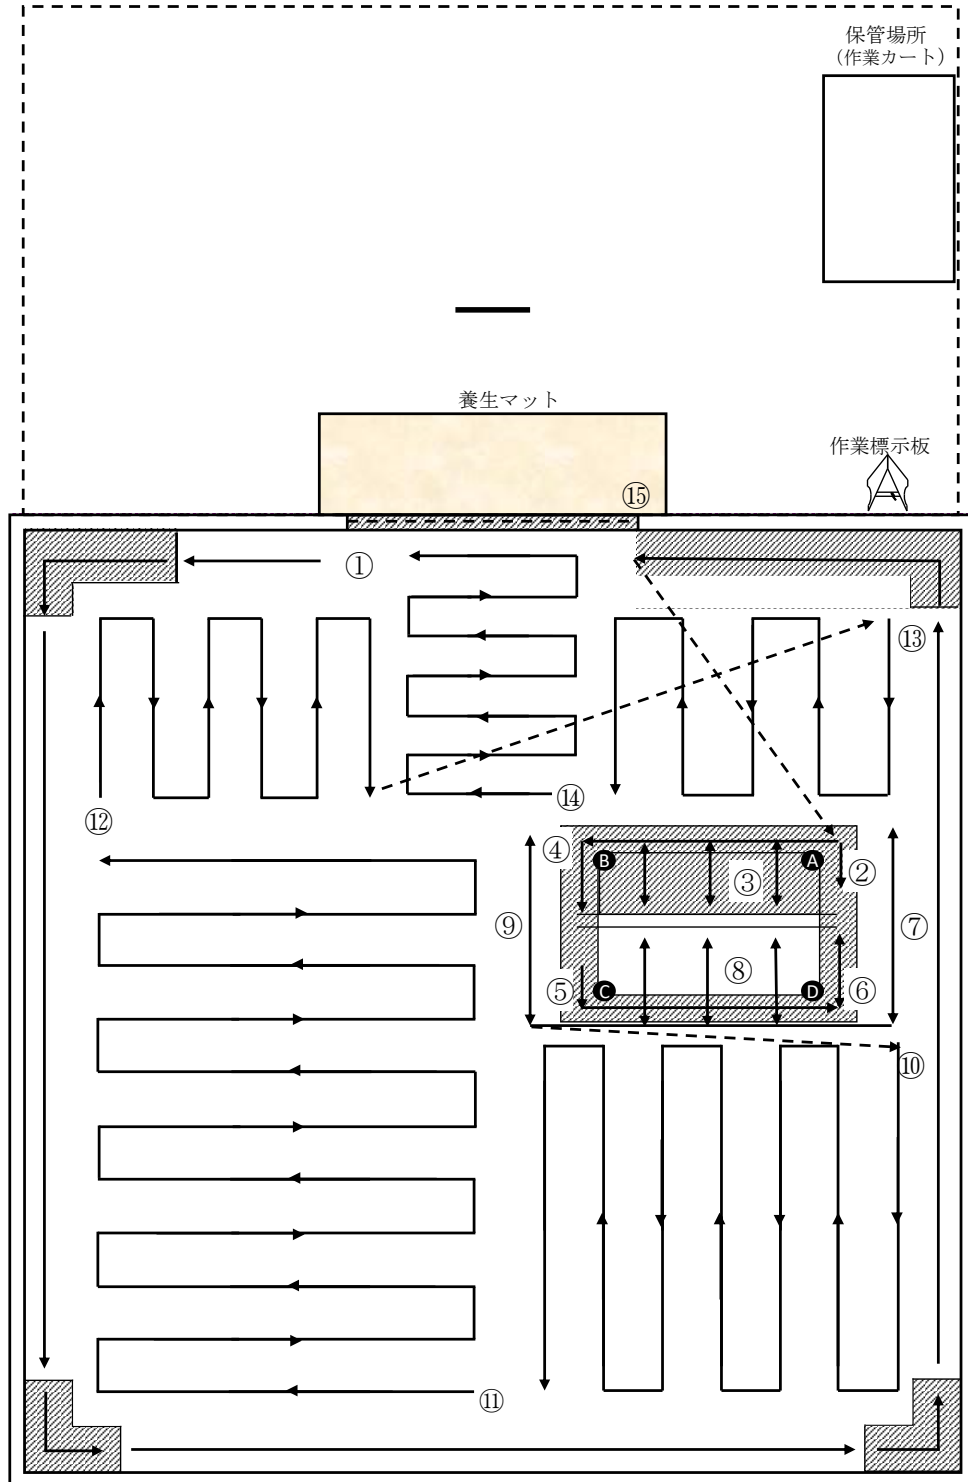 保管場所
（作業カート）
養生マット
作業標示板
⑮
①
⑬
⑭
⑫
④
B
A
②
③
⑨
⑦
⑧
⑤
C
D
⑥
⑩
⑪